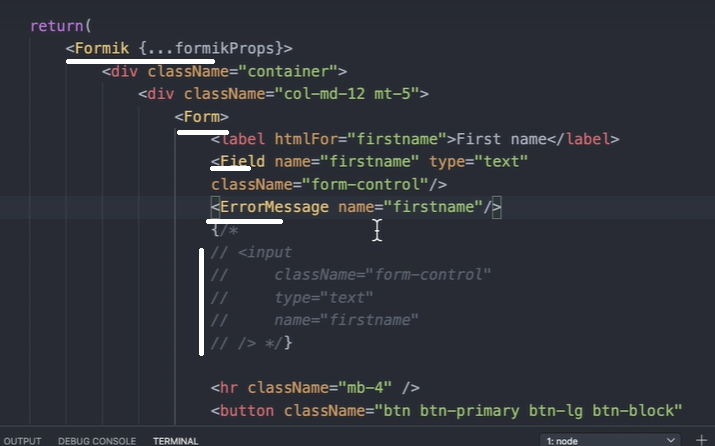 return(
<Formik {...formikProps}>
<div className="container">
<div className="col-md-12 mt-5">
<Form>
<label htmlFor="firstname">First name</label>
<Field name="firstname" type="text"
className="form-control"/>
<ErrorMessage name="firstname"/>
{/*
// <input
//     className="form-control"
//     type="text"
//     name="firstname"
// /> */}
<hr className="mb-4" />
<button className="btn btn-primary btn-lg btn-block"
OUTPUT DEBUG CONSOLE TERMINAL 1: node